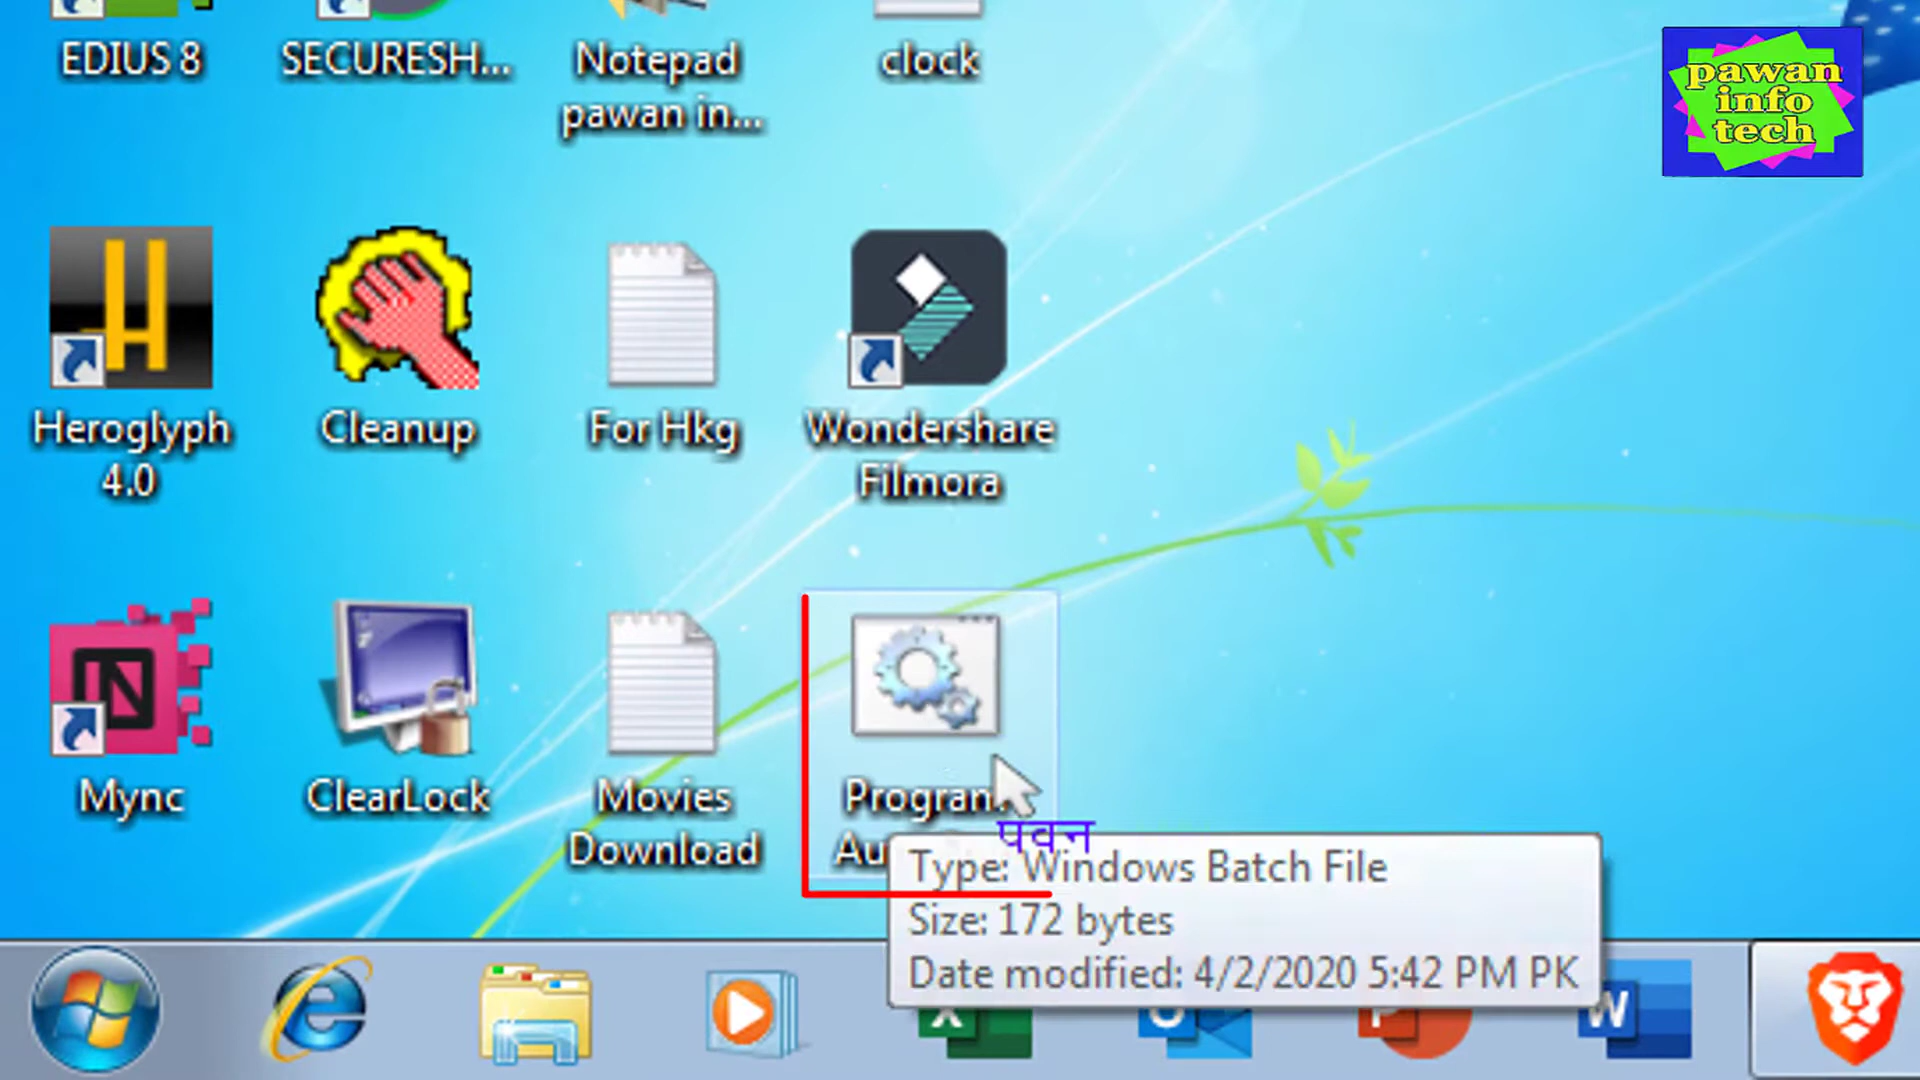 EDIUS 8
SECURESH...
Notepad
pawan in...
clock
pawan
info
tech
Heroglyph
4.0
Cleanup
For Hkg
Wondershare
Filmora
Mync
ClearLock
Movies
Download
Program
Au
पवन
Type: Windows Batch File
Size: 172 bytes
Date modified: 4/2/2020 5:42 PM PK